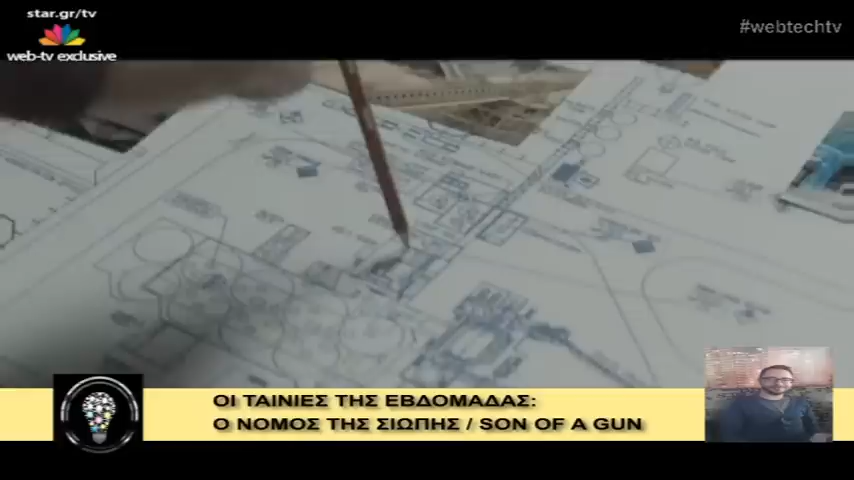 star.gr/tv
web-tv exclusive
#webtechtv
ΟΙ ΤΑΙΝΙΕΣ ΤΗΣ ΕΒΔΟΜΑΔΑΣ:
Ο ΝΟΜΟΣ ΤΗΣ ΣΙΩΠΗΣ / SON OF A GUN